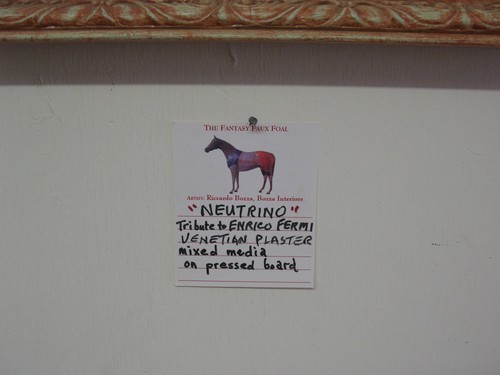 THE FANTASY FAUX FOAL
ARTIST: Riccardo Bozza, Bozza Interiors
"NEUTRINO"
Tribute to ENRICO FERMI
VENETIAN PLASTER
mixed media
on pressed board